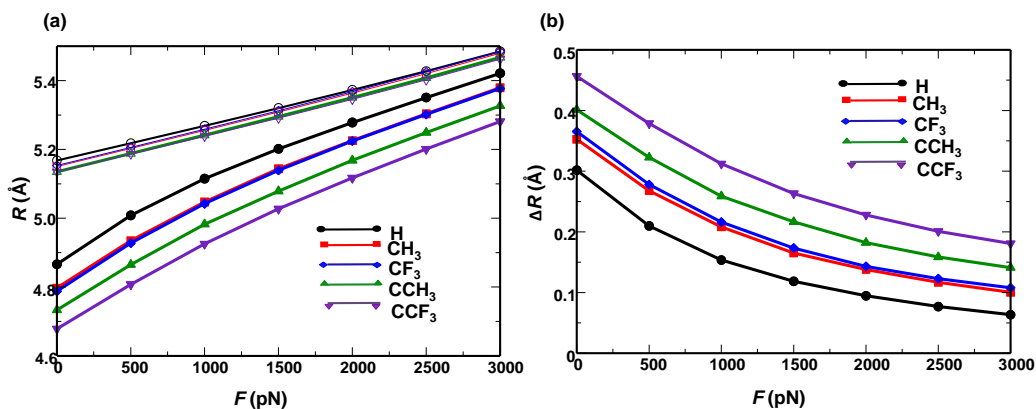 (a)
R (Å)
5.4
5.2
5.0
4.8
4.6
0 500 1000 1500 2000 2500 3000
F (pN)
H
CH₃
CF₃
CCH₃
CCF₃
(b)
ΔR (Å)
0.5
0.4
0.3
0.2
0.1
0
0 500 1000 1500 2000 2500 3000
F (pN)
H
CH₃
CF₃
CCH₃
CCF₃